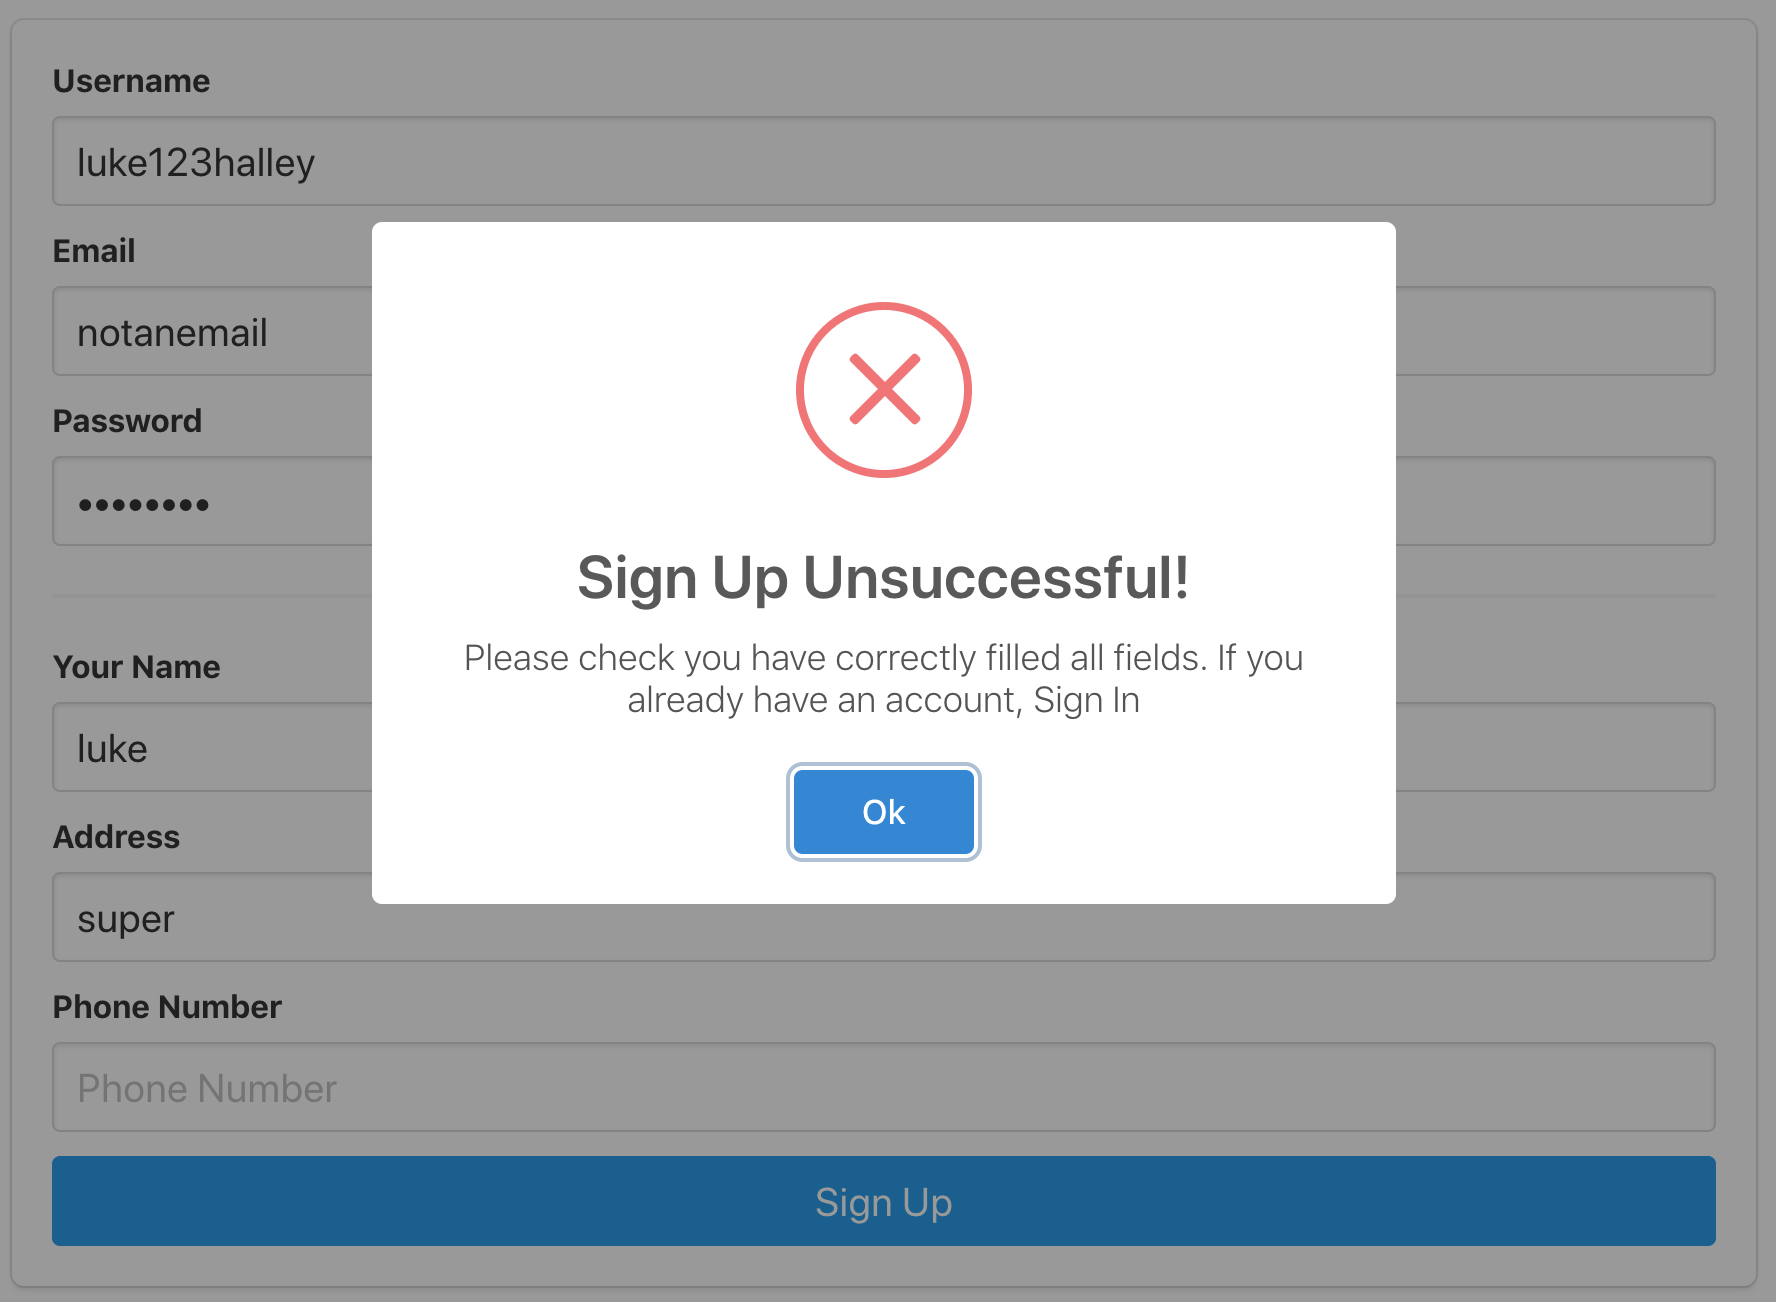 Username
luke123halley
Email
notanemail
Password
••••••••
Sign Up Unsuccessful!
Please check you have correctly filled all fields. If you
already have an account, Sign In
Ok
Your Name
luke
Address
super
Phone Number
Phone Number
Sign Up